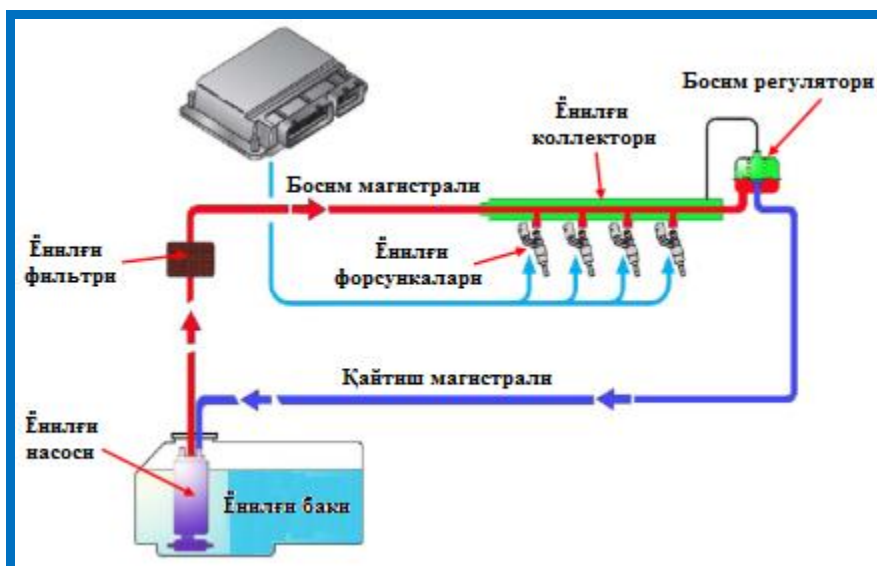 Босим регулятори
Ёнилғи
коллектори
Босим магистрали
Ёнилғи
фильтри
Ёнилғи
форсункалари
Қайтиш магистрали
Ёнилғи
насоси
Ёнилғи баки